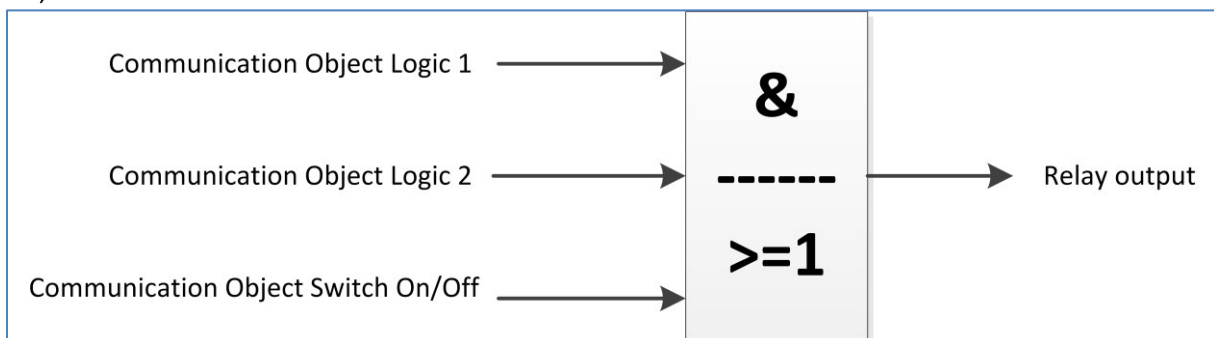 Communication Object Logic 1
&
Communication Object Logic 2
------
Relay output
>=1
Communication Object Switch On/Off